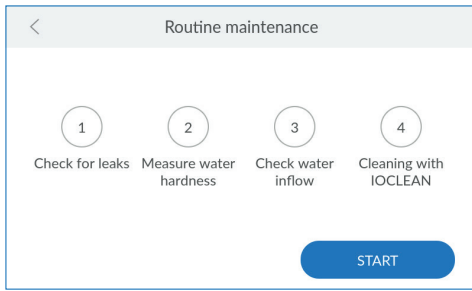 Routine maintenance
1
Check for leaks
2
Measure water
hardness
3
Check water
inflow
4
Cleaning with
IOCLEAN
START